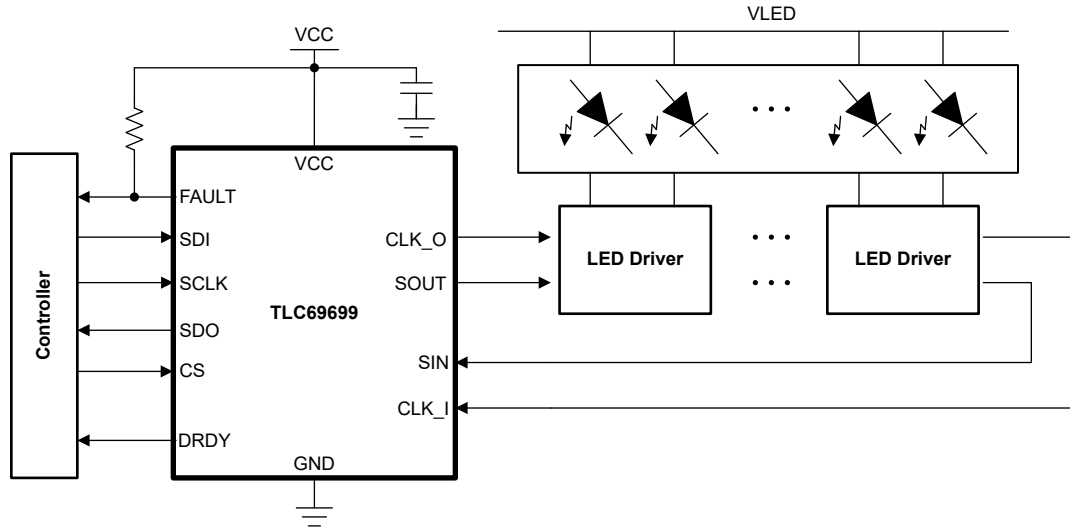 VLED
VCC
VCC
FAULT
SDI
SCLK
SDO
CS
DRDY
Controller
TLC69699
CLK_O
SOUT
SIN
CLK_I
GND
LED Driver
LED Driver